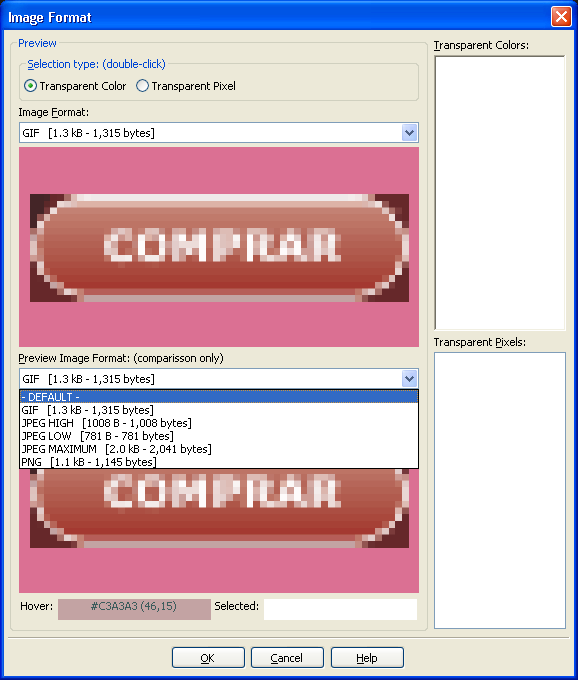 Image Format
Preview
Transparent Colors:
Selection type: (double-click)
Transparent Color
Transparent Pixel
Image Format:
GIF [1.3 kB - 1,315 bytes]
COMPRAR
Preview Image Format: (comparisson only)
Transparent Pixels:
GIF [1.3 kB - 1,315 bytes]
- DEFAULT -
GIF [1.3 kB - 1,315 bytes]
JPEG HIGH [1008 B - 1,008 bytes]
JPEG LOW [781 B - 781 bytes]
JPEG MAXIMUM [2.0 kB - 2,041 bytes]
PNG [1.1 kB - 1,145 bytes]
COMPRAR
Hover: #C3A3A3 (46,15) Selected:
OK Cancel Help